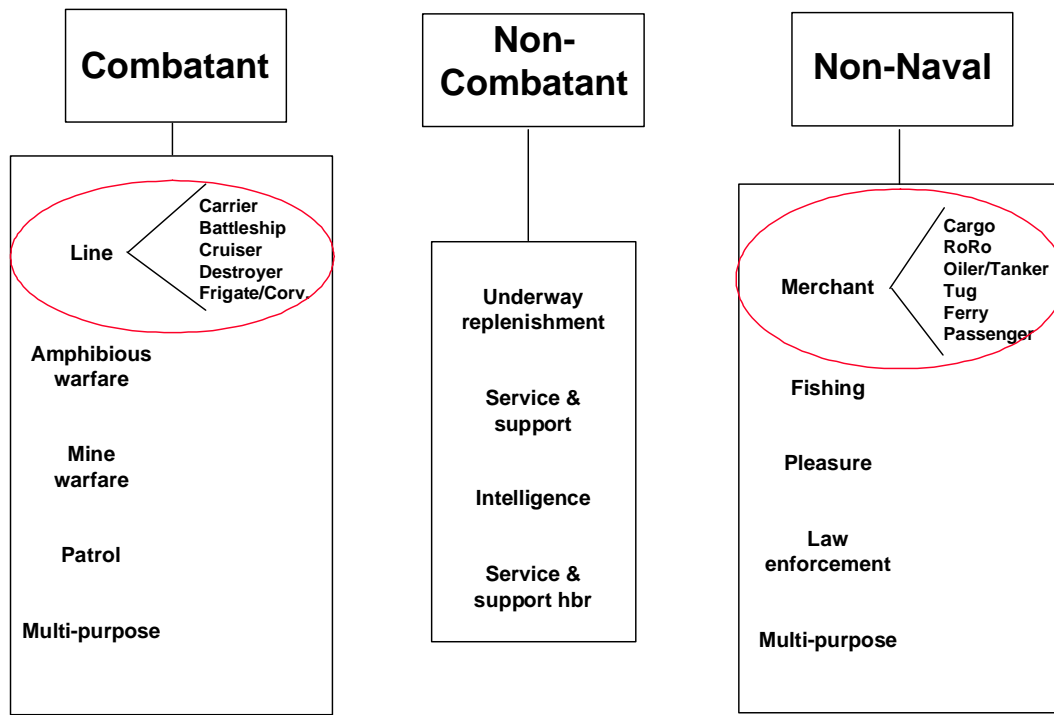 Combatant
Line
Carrier
Battleship
Cruiser
Destroyer
Frigate/Corv.
Amphibious
warfare
Mine
warfare
Patrol
Multi-purpose
Non-
Combatant
Underway
replenishment
Service &
support
Intelligence
Service &
support hbr
Non-Naval
Merchant
Cargo
RoRo
Oiler/Tanker
Tug
Ferry
Passenger
Fishing
Pleasure
Law
enforcement
Multi-purpose